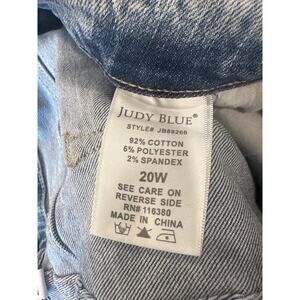 JUDY BLUE®
STYLE# JB88266
92% COTTON
6% POLYESTER
2% SPANDEX
20W
SEE CARE ON
REVERSE SIDE
RN# 116380
MADE IN CHINA